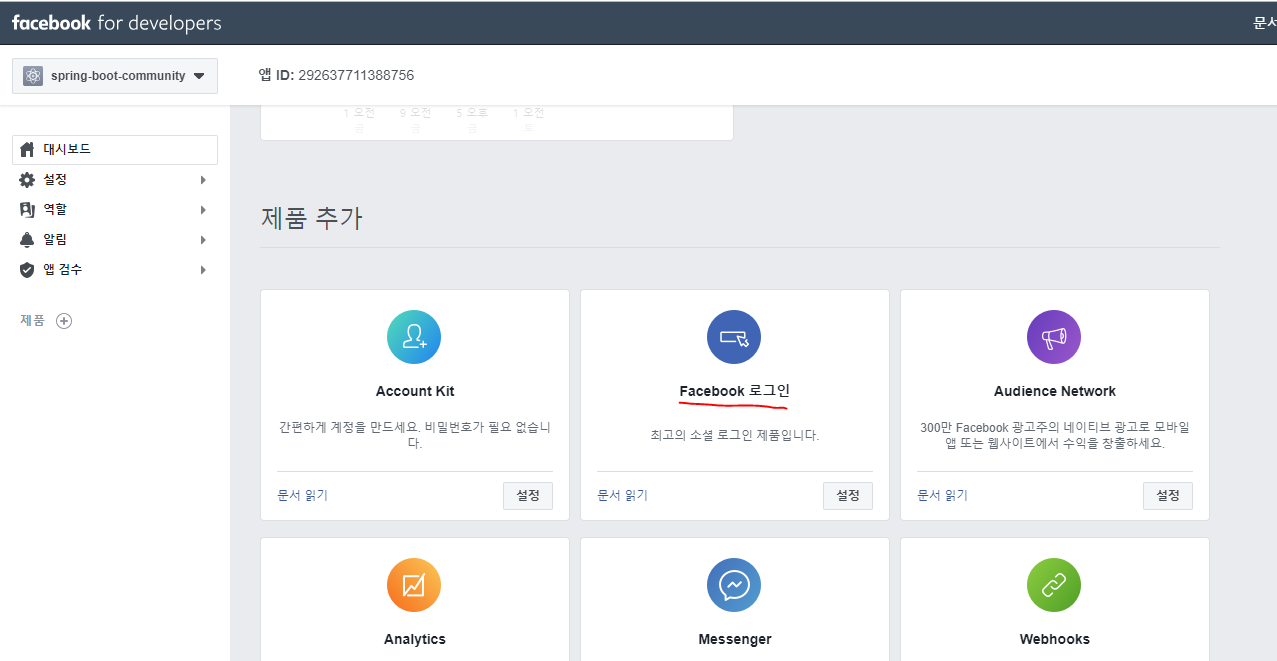 facebook for developers
문서
spring-boot-community
앱 ID: 292637711388756
1 오전 9 오전 5 오후 1 오전
대시보드
설정
역할
알림
앱 검수
제품
제품 추가
Account Kit
간편하게 계정을 만드세요. 비밀번호가 필요 없습니
다.
문서 읽기
설정
Facebook 로그인
최고의 소셜 로그인 제품입니다.
문서 읽기
설정
Audience Network
300만 Facebook 광고주의 네이티브 광고로 모바일
앱 또는 웹사이트에서 수익을 창출하세요.
문서 읽기
설정
Analytics
Messenger
Webhooks